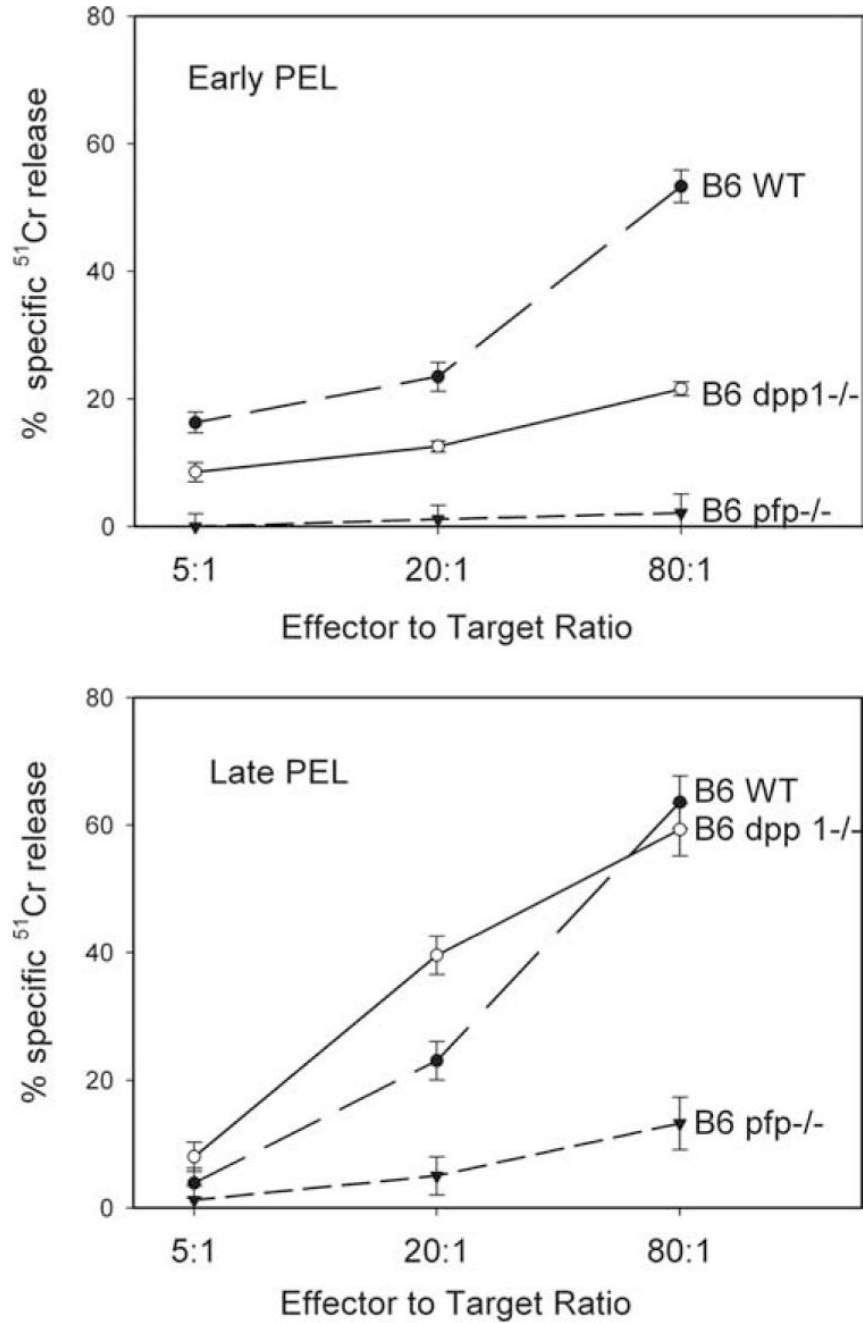 80
Early PEL
60
B6 WT
% specific ⁵¹Cr release
40
20
B6 dpp1-/-
B6 pfp-/-
0
5:1 20:1 80:1
Effector to Target Ratio
80
Late PEL
B6 WT
60
B6 dpp 1-/-
% specific ⁵¹Cr release
40
20
B6 pfp-/-
0
5:1 20:1 80:1
Effector to Target Ratio